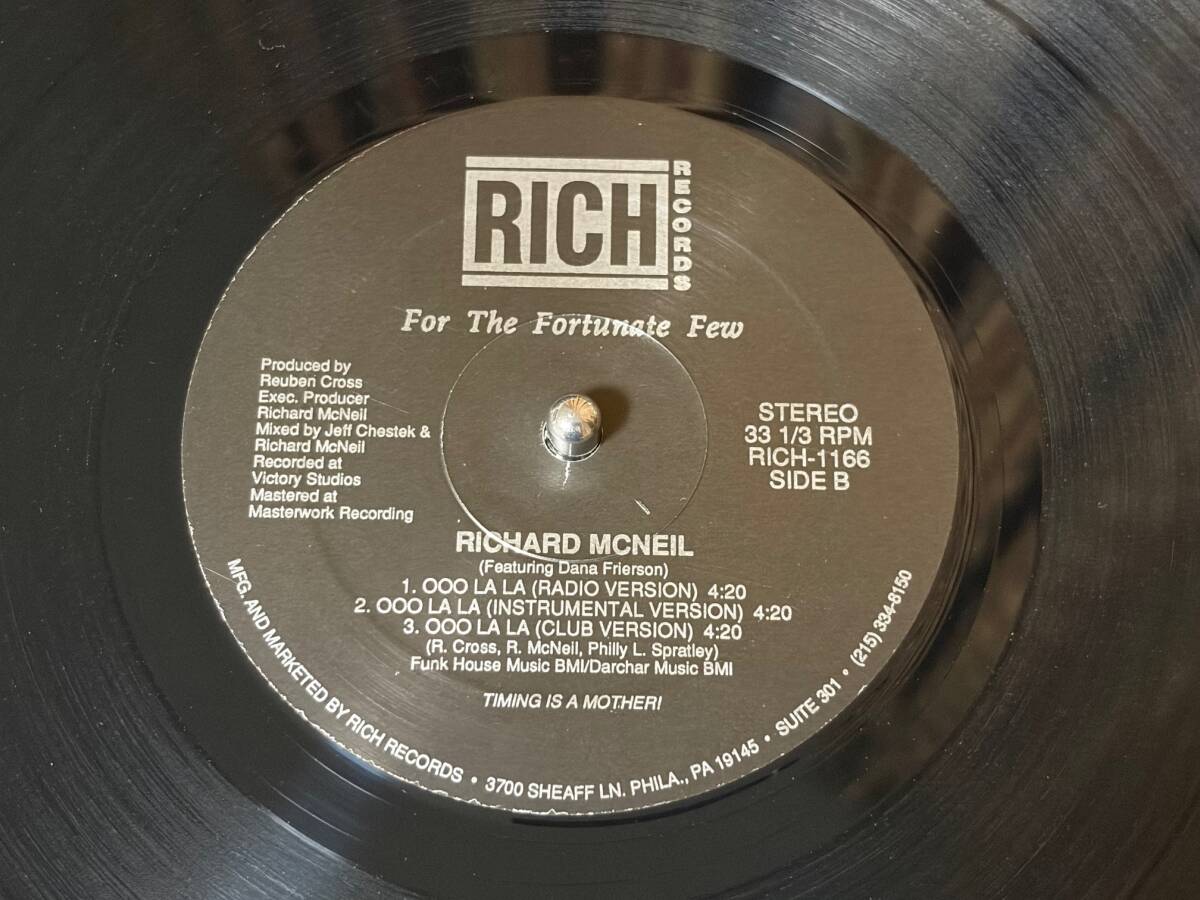 RICH
RECORDS
For The Fortunate Few
Produced by
Reuben Cross
Exec. Producer
Richard McNeil
Mixed by Jeff Chestek &
Richard McNeil
Recorded at
Victory Studios
Mastered at
Masterwork Recording
STEREO
33 1/3 RPM
RICH-1166
SIDE B
RICHARD MCNEIL
(Featuring Dana Frierson)
1. OOO LA LA (RADIO VERSION) 4:20
2. OOO LA LA (INSTRUMENTAL VERSION) 4:20
3. OOO LA LA (CLUB VERSION) 4:20
(R. Cross, R. McNeil, Philly L. Spratley)
Funk House Music BMI/Darchar Music BMI
TIMING IS A MOTHER!
MFG. AND MARKETED BY RICH RECORDS • 3700 SHEAFF LN. PHILA., PA 19145 • SUITE 301 • (215) 334-8150